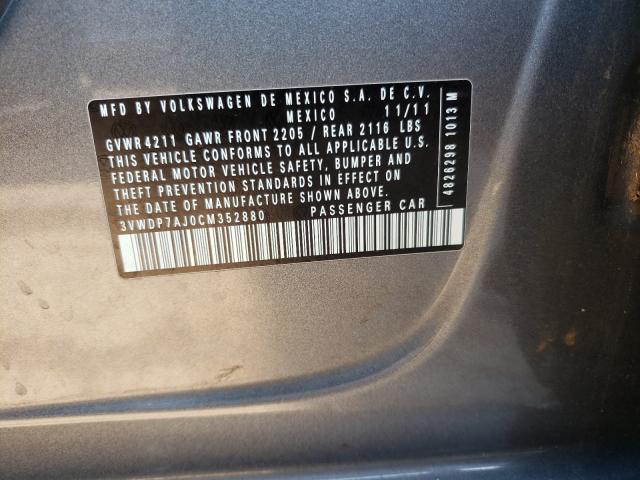 MFD BY VOLKSWAGEN DE MEXICO S.A. DE C.V.
MEXICO 11/11
GVWR 4211 GAWR FRONT 2205 / REAR 2116 LBS
THIS VEHICLE CONFORMS TO ALL APPLICABLE U.S.
FEDERAL MOTOR VEHICLE SAFETY, BUMPER AND
THEFT PREVENTION STANDARDS IN EFFECT ON
THE DATE OF MANUFACTURE SHOWN ABOVE.
3VWDP7AJ0CM352880 PASSENGER CAR
4826298 1013 M